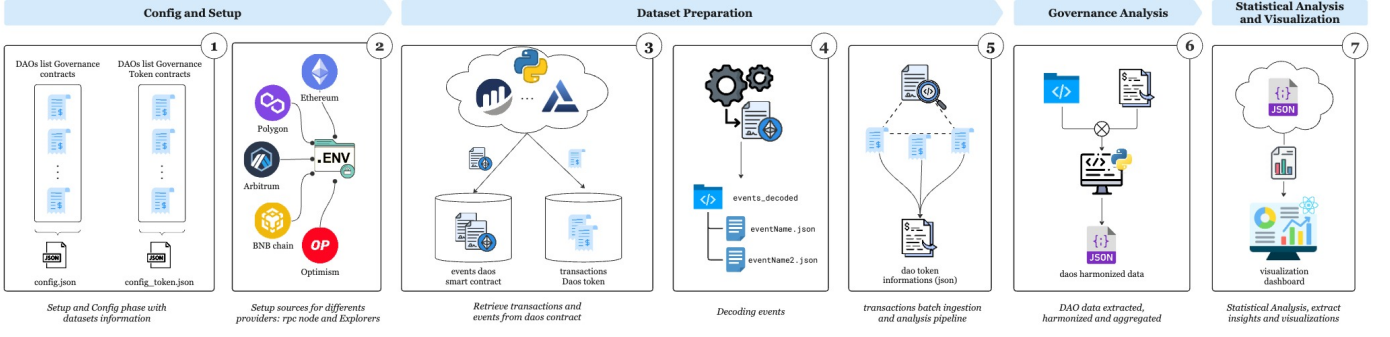 Config and Setup
Dataset Preparation
Governance Analysis
Statistical Analysis
and Visualization
1
DAOs list Governance
contracts
DAOs list Governance
Token contracts
$
$
$
$
$
$
JSON
JSON
config.json
config_token.json
Setup and Config phase with
datasets information
2
Ethereum
Polygon
Arbitrum
BNB chain
OP
Optimism
.ENV
Setup sources for differents
providers: rpc node and Explorers
3
...
events daos
smart contract
transactions
Daos token
Retrieve transactions and
events from daos contract
4
</>
events_decoded
eventName.json
eventName2.json
Decoding events
5
</>
$
$
$
$
dao token
informations (json)
transactions batch ingestion
and analysis pipeline
6
</>
$
</>
{;}
JSON
daos harmonized data
DAO data extracted,
harmonized and aggregated
7
{;}
JSON
visualization
dashboard
Statistical Analysis, extract
insights and visualizations